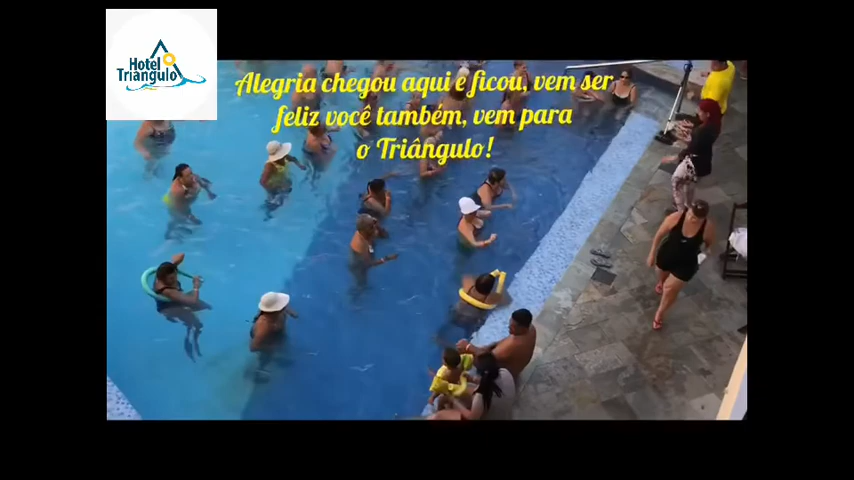 Hotel
Triângulo
Alegria chegou aqui e ficou, vem ser
feliz você também, vem para
o Triângulo!